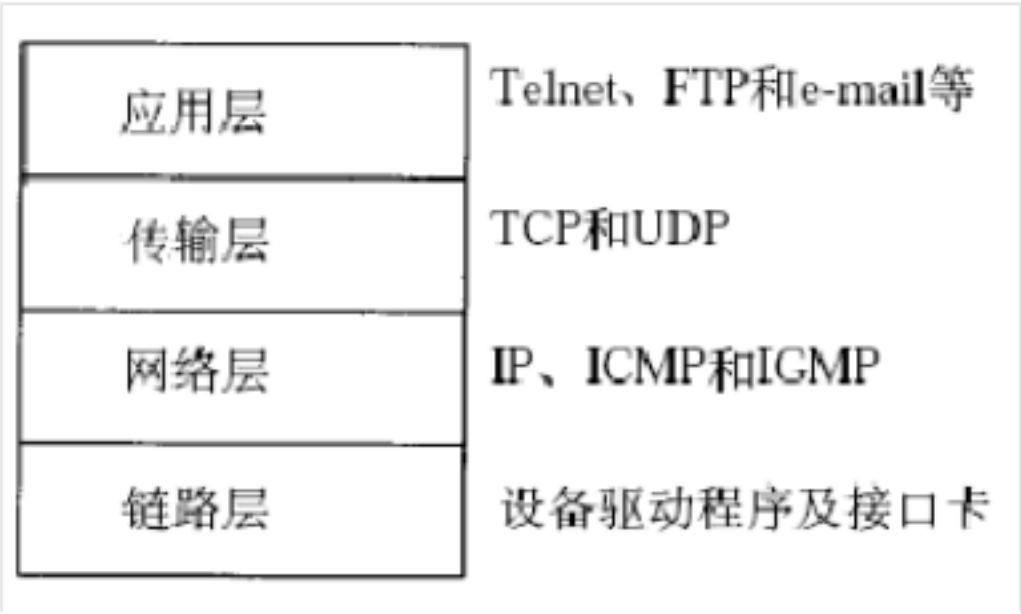 应用层 Telnet、FTP和e-mail等
传输层 TCP和UDP
网络层 IP、ICMP和IGMP
链路层 设备驱动程序及接口卡